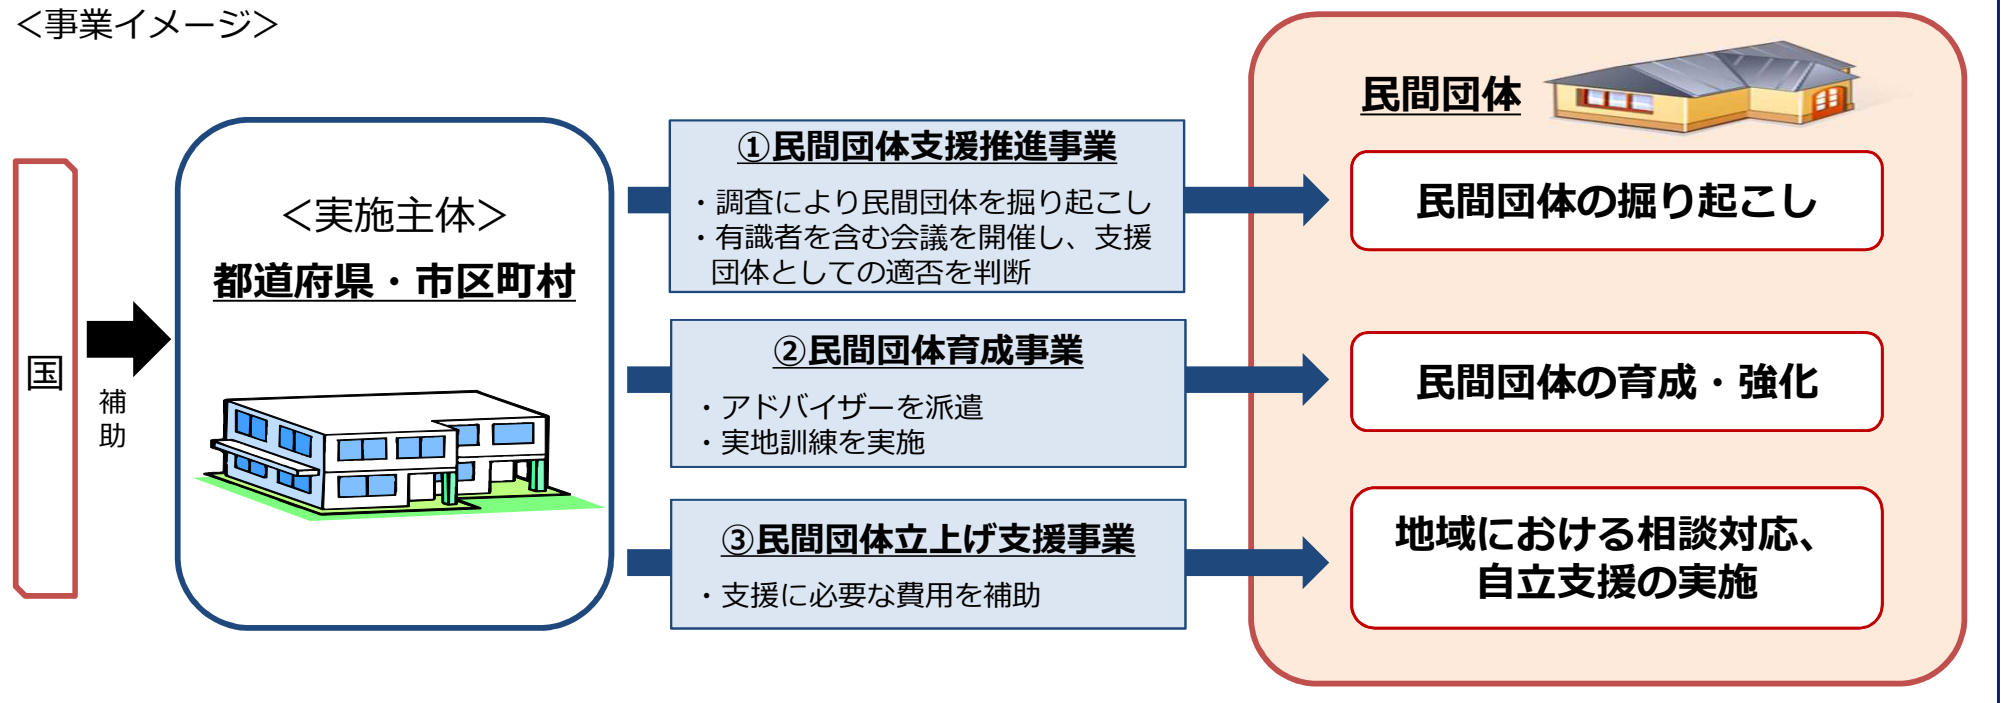 ＜事業イメージ＞
国
補助
＜実施主体＞
都道府県・市区町村
①民間団体支援推進事業
・調査により民間団体を掘り起こし
・有識者を含む会議を開催し、支援
団体としての適否を判断
②民間団体育成事業
・アドバイザーを派遣
・実地訓練を実施
③民間団体立上げ支援事業
・支援に必要な費用を補助
民間団体
民間団体の掘り起こし
民間団体の育成・強化
地域における相談対応、
自立支援の実施